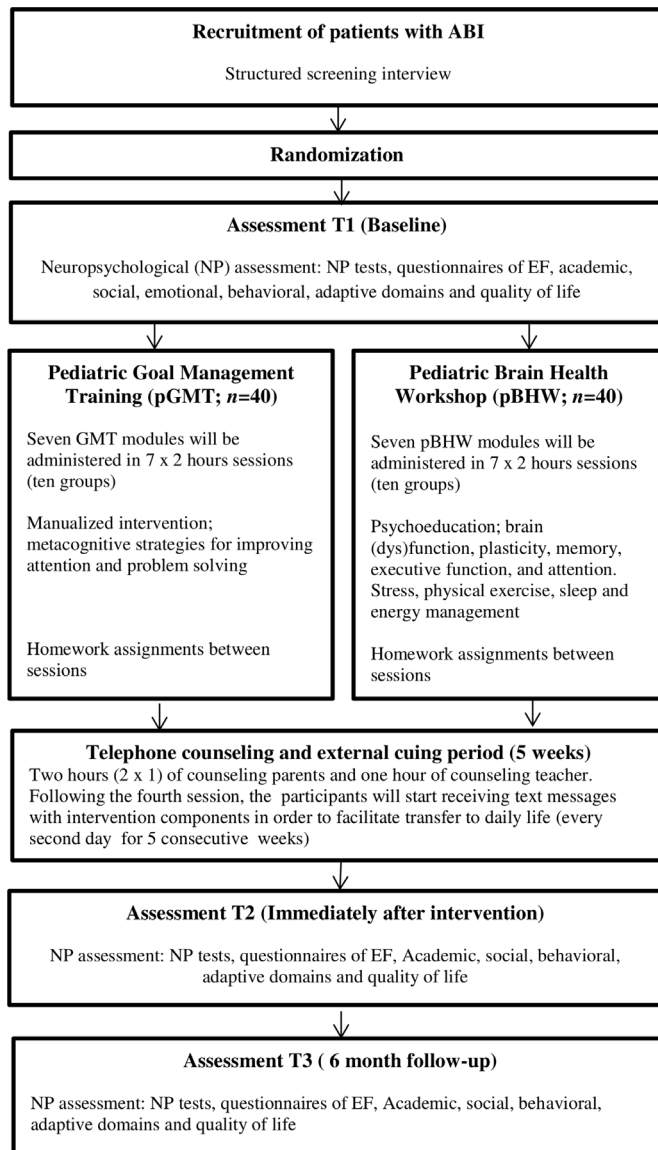 Recruitment of patients with ABI
Structured screening interview
Randomization
Assessment T1 (Baseline)
Neuropsychological (NP) assessment: NP tests, questionnaires of EF, academic,
social, emotional, behavioral, adaptive domains and quality of life
Pediatric Goal Management
Training (pGMT; n=40)
Seven GMT modules will be
administered in 7 x 2 hours sessions
(ten groups)
Manualized intervention;
metacognitive strategies for improving
attention and problem solving
Homework assignments between
sessions
Pediatric Brain Health
Workshop (pBHW; n=40)
Seven pBHW modules will be
administered in 7 x 2 hours sessions
(ten groups)
Psychoeducation; brain
(dys)function, plasticity, memory,
executive function, and attention.
Stress, physical exercise, sleep and
energy management
Homework assignments between
sessions
Telephone counseling and external cuing period (5 weeks)
Two hours (2 x 1) of counseling parents and one hour of counseling teacher.
Following the fourth session, the participants will start receiving text messages
with intervention components in order to facilitate transfer to daily life (every
second day for 5 consecutive weeks)
Assessment T2 (Immediately after intervention)
NP assessment: NP tests, questionnaires of EF, Academic, social, behavioral,
adaptive domains and quality of life
Assessment T3 ( 6 month follow-up)
NP assessment: NP tests, questionnaires of EF, Academic, social, behavioral,
adaptive domains and quality of life